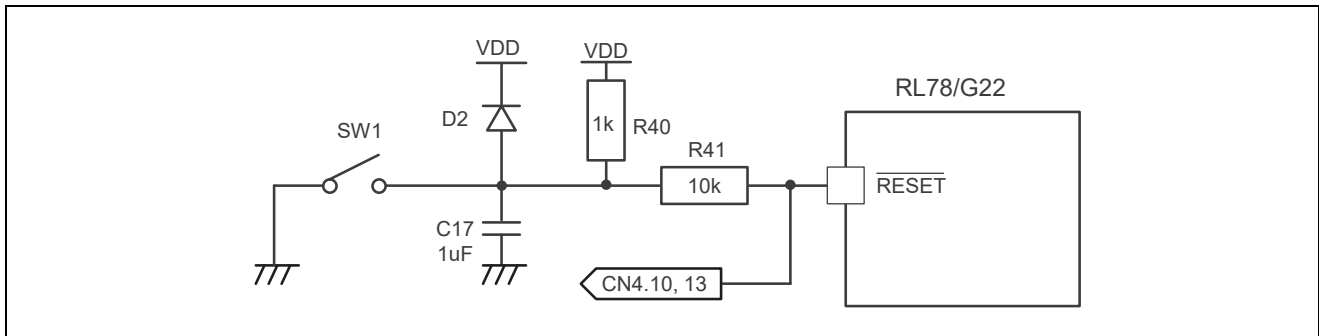 VDD
VDD
RL78/G22
D2
1k
R40
SW1
R41
10k
RESET
C17
1uF
CN4.10, 13